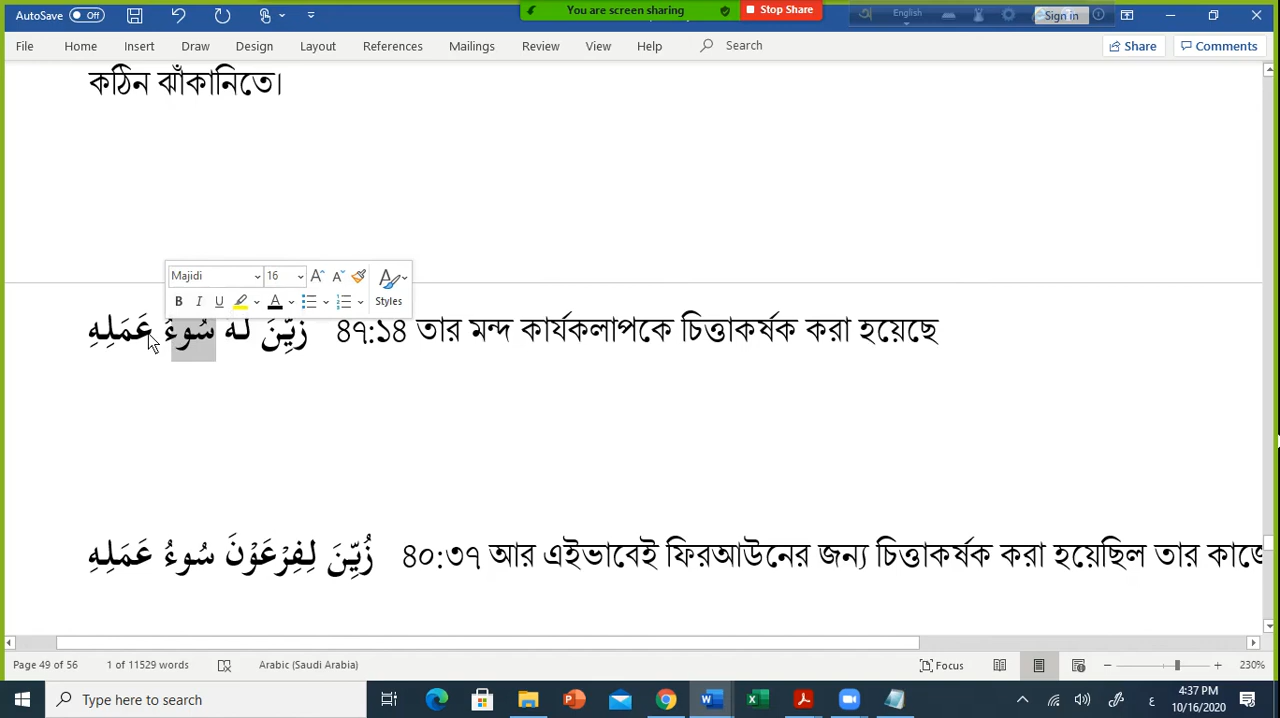 AutoSave Off
You are screen sharing
Stop Share
English
Sign in
File Home Insert Draw Design Layout References Mailings Review View Help Search
Share Comments
কঠিন ঝাঁকানিতে।
Majidi 16
B I U A Styles
زُيِّنَ لَهُ سُوءُ عَمَلِهِ ৪৭:১৪ তার মন্দ কার্যকলাপকে চিত্তাকর্ষক করা হয়েছে
زُيِّنَ لِفِرْعَوْنَ سُوءُ عَمَلِهِ ৪০:৩৭ আর এইভাবেই ফিরআউনের জন্য চিত্তাকর্ষক করা হয়েছিল তার কাজে
Page 49 of 56 1 of 11529 words Arabic (Saudi Arabia) Focus 230%
Type here to search
4:37 PM
10/16/2020